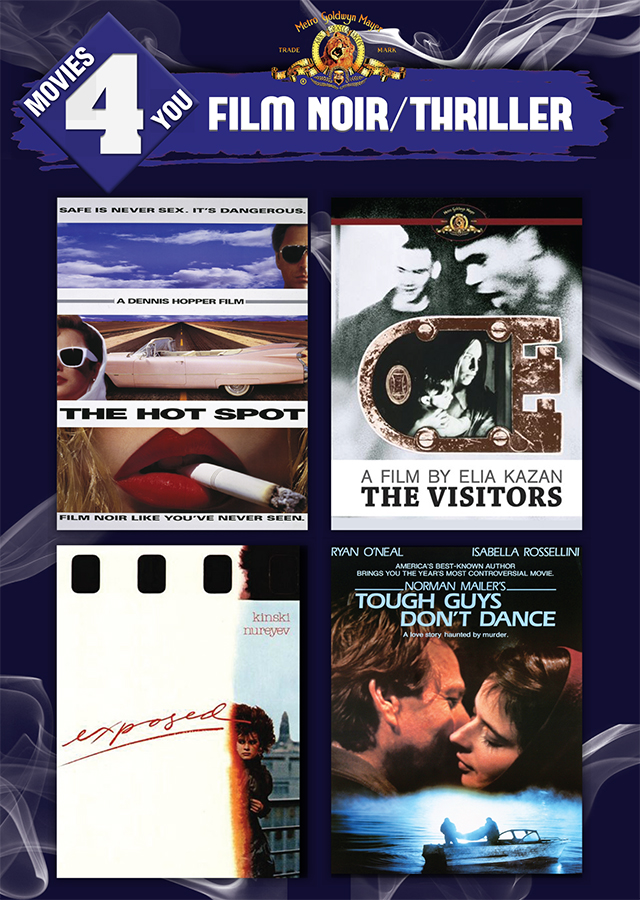 Metro Goldwyn Mayer
TRADE MARK
MOVIES
4
YOU
FILM NOIR/THRILLER
SAFE IS NEVER SEX. IT'S DANGEROUS.
A DENNIS HOPPER FILM
THE HOT SPOT
FILM NOIR LIKE YOU'VE NEVER SEEN.
A FILM BY ELIA KAZAN
THE VISITORS
kinski
nureyev
exposed
RYAN O'NEAL ISABELLA ROSSELLINI
AMERICA'S BEST-KNOWN AUTHOR
BRINGS YOU THE YEAR'S MOST CONTROVERSIAL MOVIE.
NORMAN MAILER'S
TOUGH GUYS
DON'T DANCE
A love story haunted by murder.